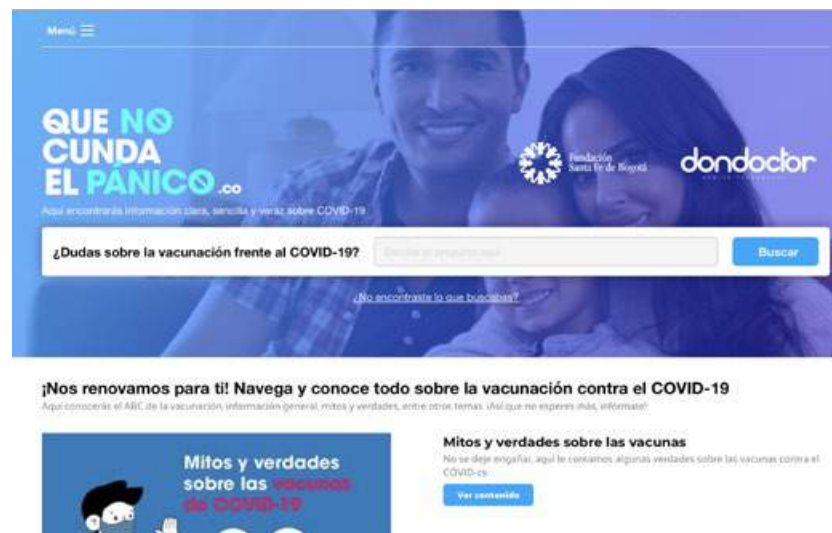 Menú
QUE NO
CUNDA
EL PÁNICO.co
Fundación
Santa Fe de Bogotá
dondoctor
Aquí encontrarás información clara, sencilla y veraz sobre COVID-19
¿Dudas sobre la vacunación frente al COVID-19?
Escribe tu pregunta aquí
Buscar
¿No encontraste lo que buscabas?
¡Nos renovamos para ti! Navega y conoce todo sobre la vacunación contra el COVID-19
Aquí conocerás el ABC de la vacunación, información general, mitos y verdades, entre otros temas. ¡Así que no esperes más, infórmate!
Mitos y verdades
sobre las vacunas
de COVID-19
Mitos y verdades sobre las vacunas
No se deje engañar, aquí le contamos algunas verdades sobre las vacunas contra el
Ver contenido